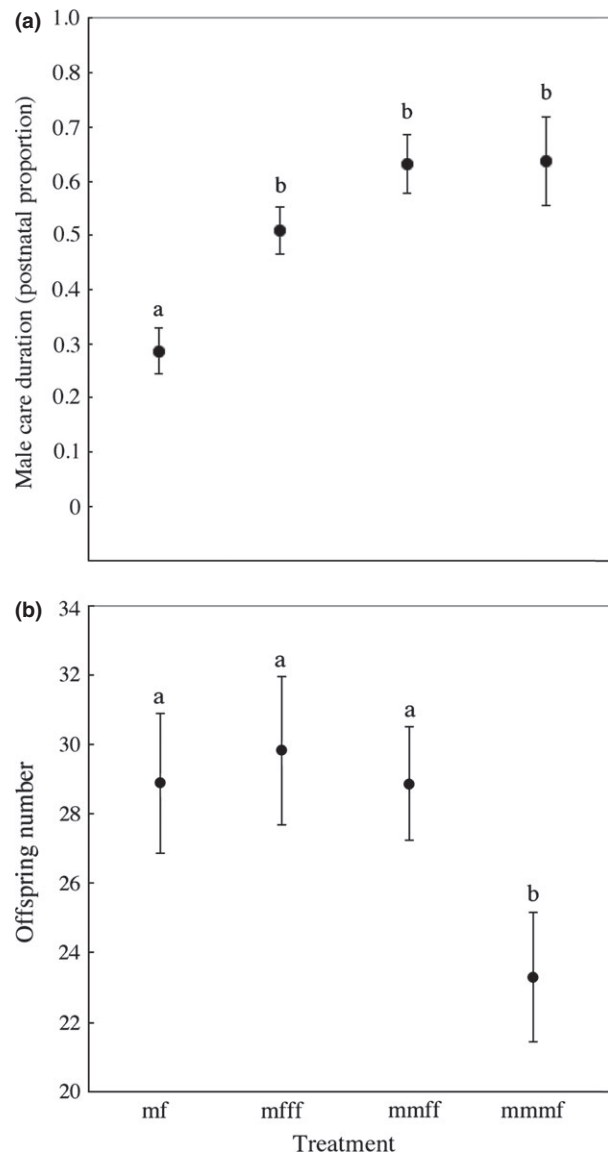 (a)
1.0
0.8
0.7
0.6
0.5
0.4
0.3
0.2
0.1
0
Male care duration (postnatal proportion)
a
b
b
b
(b)
34
32
30
28
26
24
22
20
Offspring number
a
a
a
b
mf
mfff
mmff
mmmf
Treatment